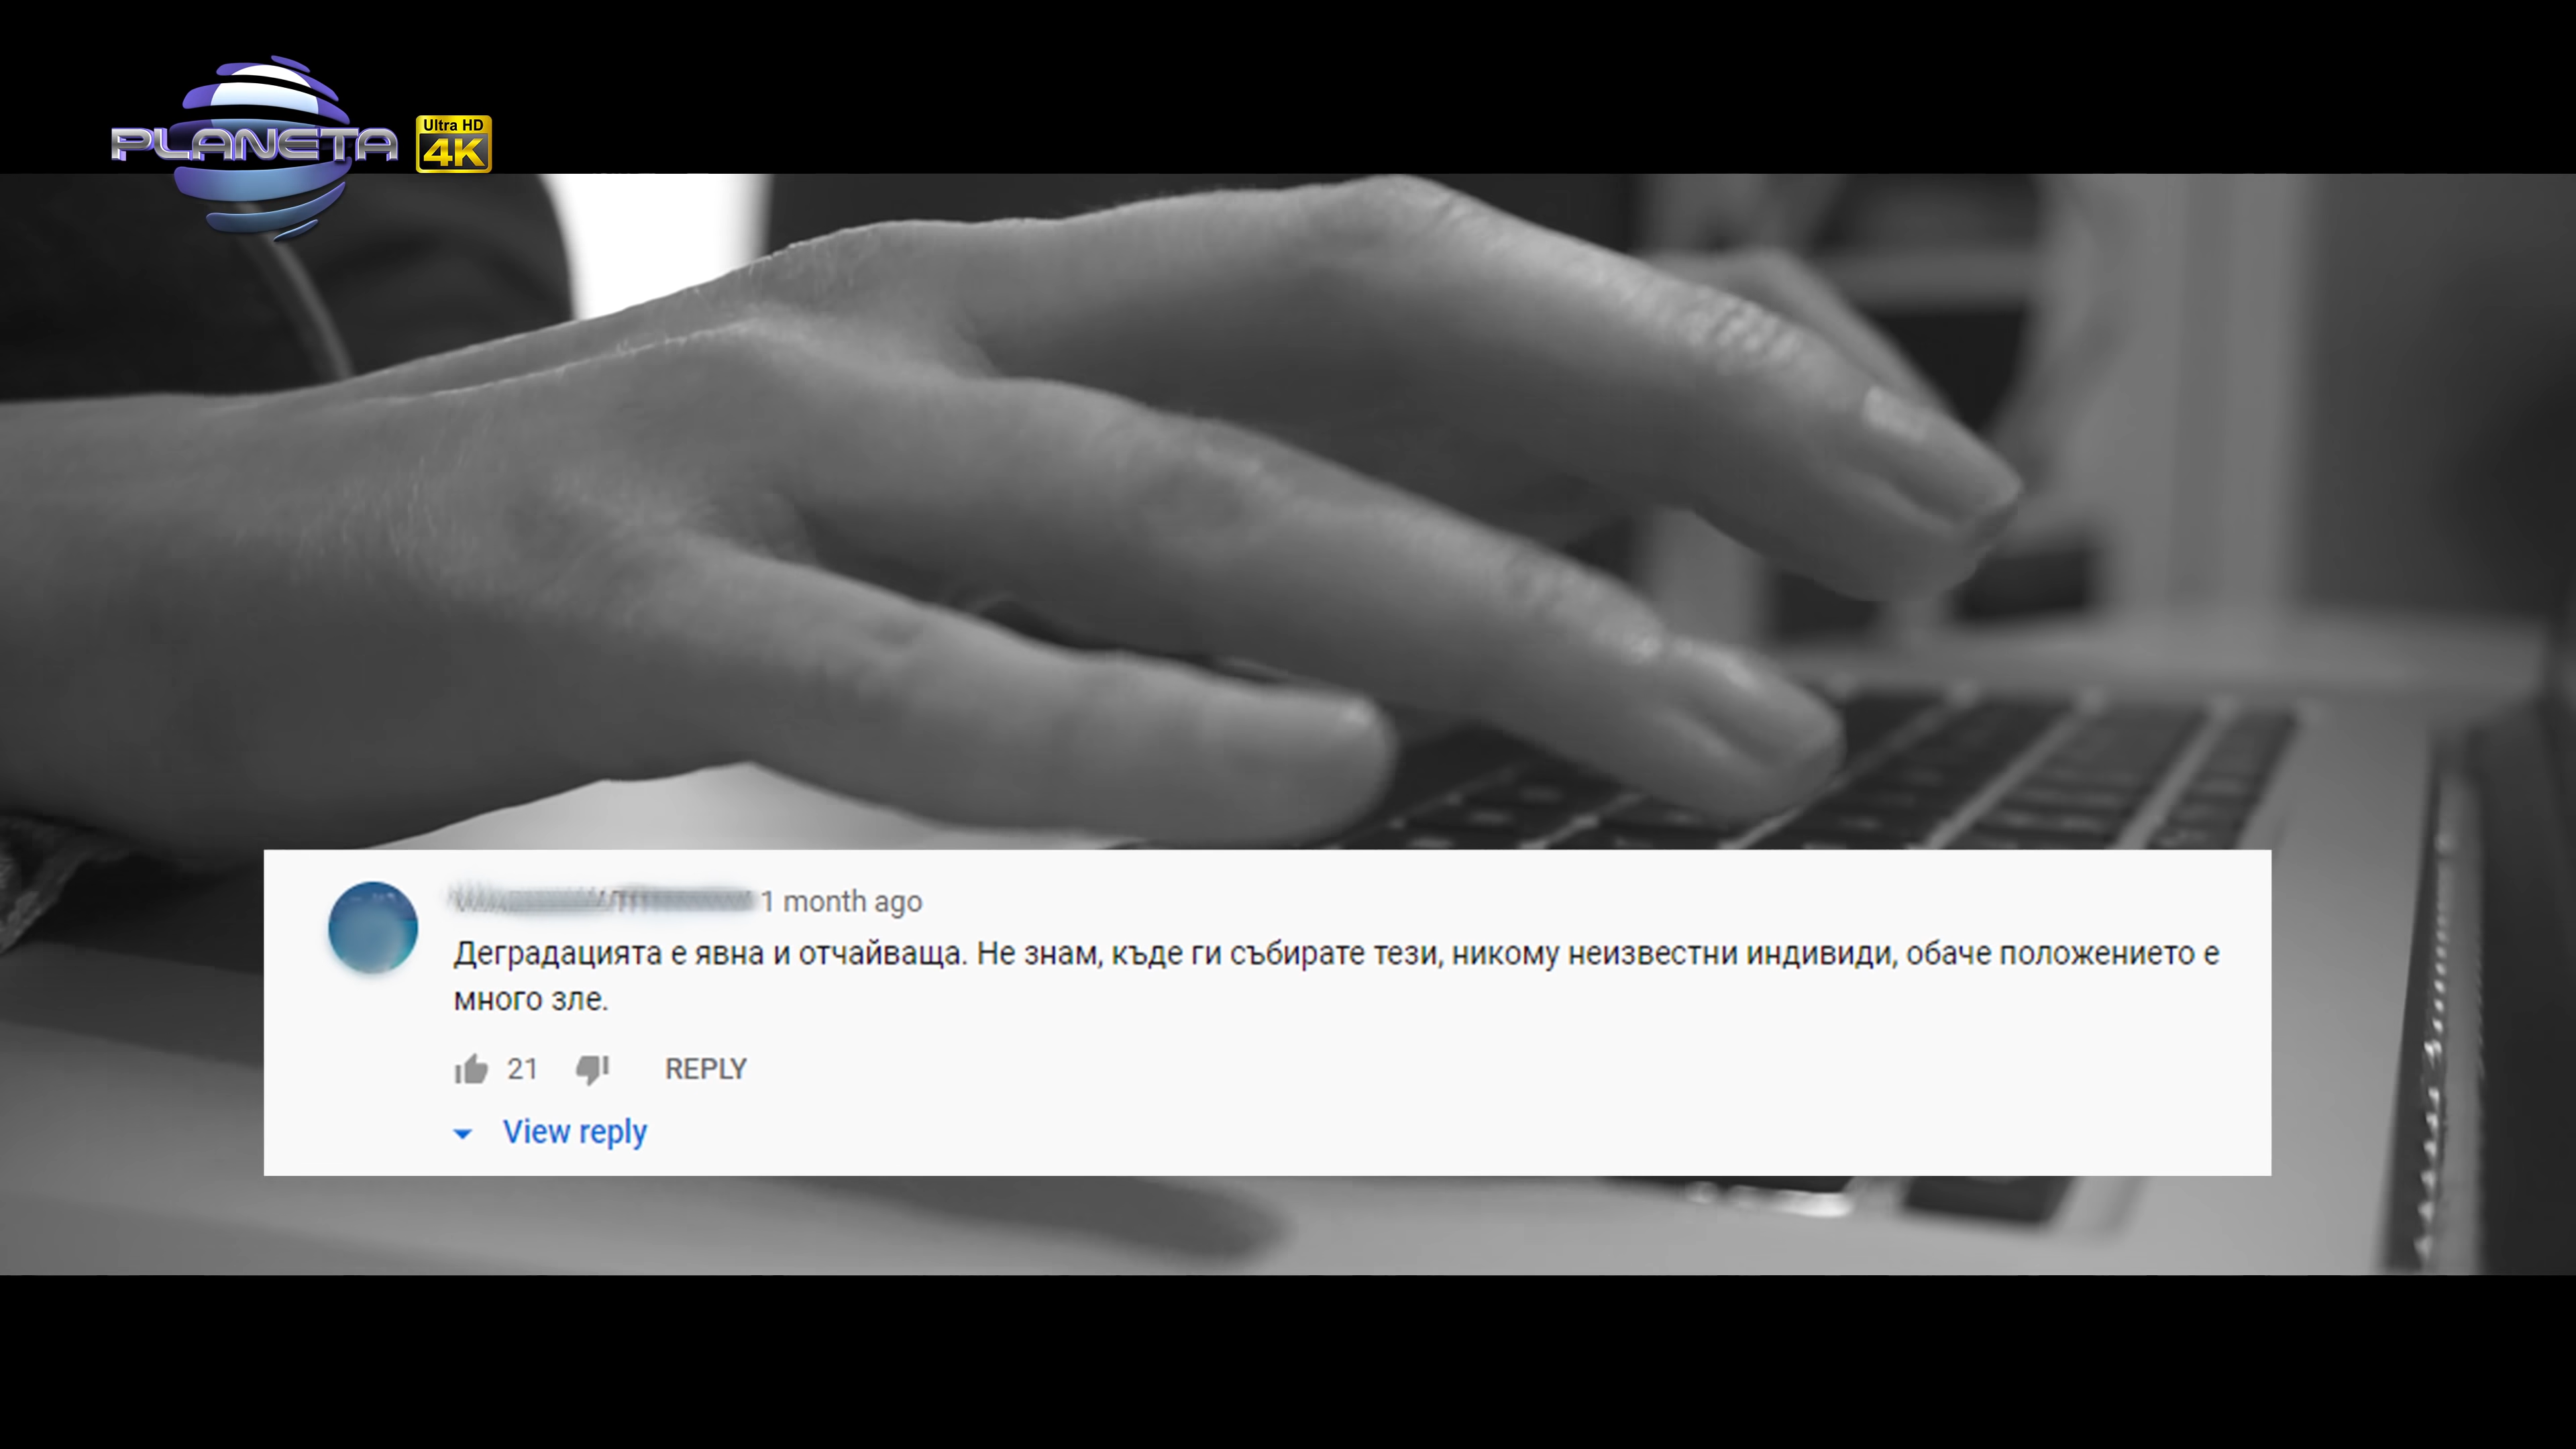 PLANETA
Ultra HD
4K
1 month ago
Деградацията е явна и отчайваща. Не знам, къде ги събирате тези, никому неизвестни индивиди, обаче положението е
много зле.
21 REPLY
View reply